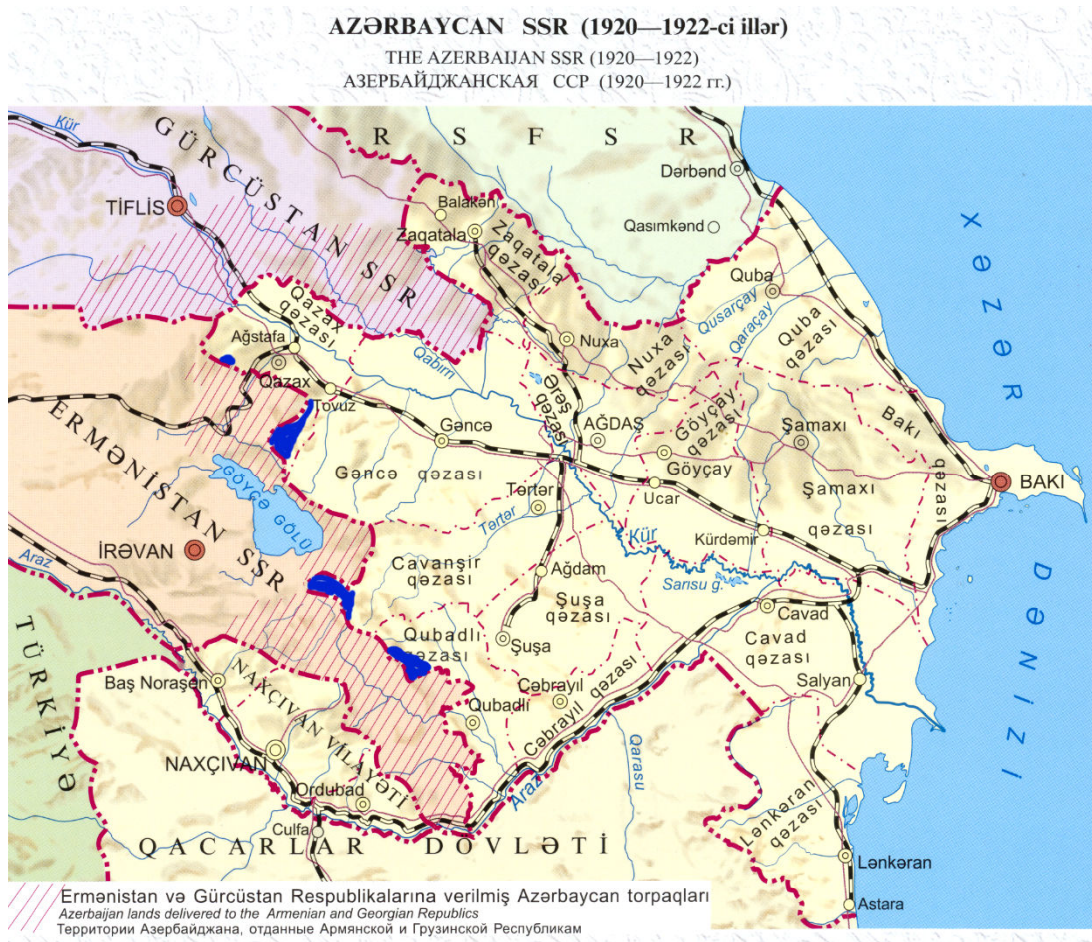 AZƏRBAYCAN SSR (1920—1922-ci illər)
THE AZERBAIJAN SSR (1920—1922)
АЗЕРБАЙДЖАНСКАЯ ССР (1920—1922 гг.)
R S F S R
Kür
GÜRCÜSTAN SSR
TİFLİS
Dərbənd
Balakən
Qasımkənd
Zaqatala
Zaqatala qəzası
XƏZƏR DƏNİZİ
Quba
Qusarçay
Qaraçay
Quba qəzası
Qazax qəzası
Ağstafa
Qazax
Qabırrı
Nuxa
Nuxa qəzası
Tovuz
ERMƏNİSTAN SSR
Gəncə
Gəncə qəzası
Ərəş qəzası
AĞDAŞ
Göyçay qəzası
Göyçay
Şamaxı
Bakı qəzası
BAKI
GÖYÇƏ GÖLÜ
Tərtər
Tərtər
Ucar
Şamaxı qəzası
İRƏVAN
Araz
Kür
Kürdəmir
Cavanşir qəzası
Ağdam
Sarısu g.
Şuşa qəzası
Cavad
TÜRKİYƏ
Qubadlı qəzası
Şuşa
Cavad qəzası
Baş Noraşen
NAXÇIVAN VİLAYƏTİ
Cəbrayıl
Cəbrayıl qəzası
Salyan
Qubadlı
NAXÇIVAN
Qarasu
Ordubad
Araz
Culfa
QACARLAR DÖVLƏTİ
Lənkəran qəzası
Lənkəran
Astara
Ermənistan və Gürcüstan Respublikalarına verilmiş Azərbaycan torpaqları
Azerbaijan lands delivered to the Armenian and Georgian Republics
Территории Азербайджана, отданные Армянской и Грузинской Республикам